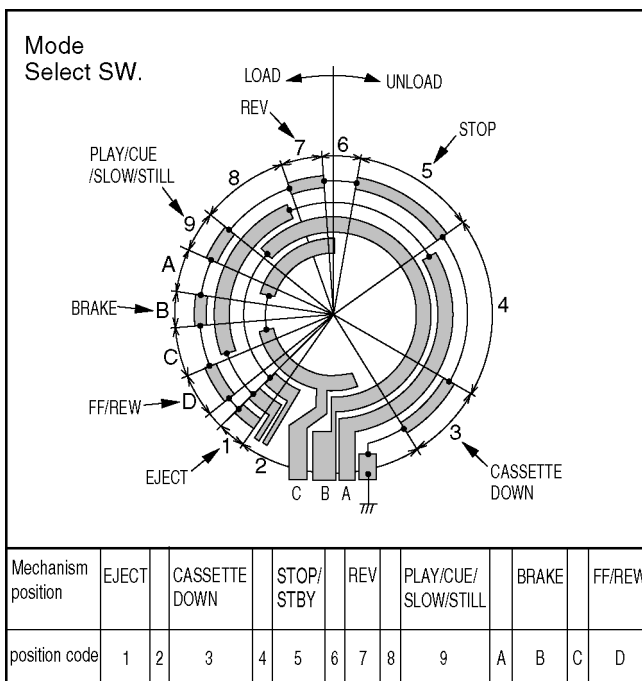 Mode
Select SW.
LOAD
UNLOAD
REV
STOP
7
6
5
PLAY/CUE
/SLOW/STILL
8
9
A
BRAKE
B
4
C
FF/REW
D
1
2
3
EJECT
CASSETTE
DOWN
C B A
Mechanism
position
EJECT
CASSETTE
DOWN
STOP/
STBY
REV
PLAY/CUE/
SLOW/STILL
BRAKE
FF/REW
position code 1 2 3 4 5 6 7 8 9 A B C D